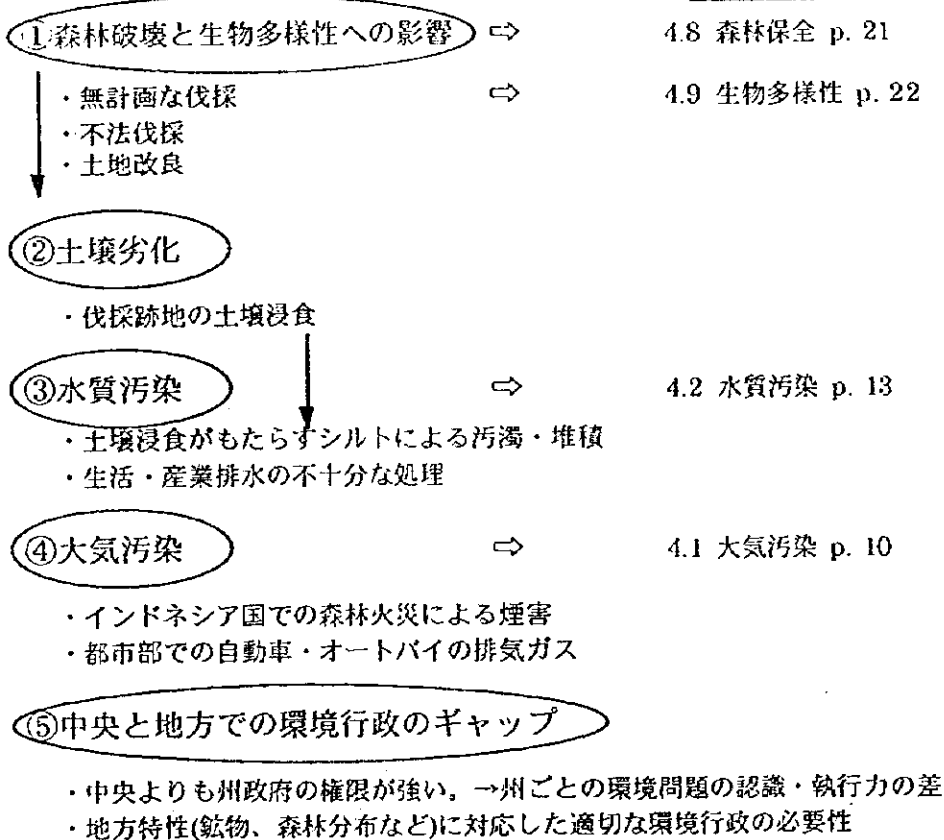 ①森林破壊と生物多様性への影響 ⇨ 4.8 森林保全 p. 21
・無計画な伐採 ⇨ 4.9 生物多様性 p. 22
・不法伐採
・土地改良
②土壌劣化
・伐採跡地の土壌浸食
③水質汚染 ⇨ 4.2 水質汚染 p. 13
・土壌浸食がもたらすシルトによる汚濁・堆積
・生活・産業排水の不十分な処理
④大気汚染 ⇨ 4.1 大気汚染 p. 10
・インドネシア国での森林火災による煙害
・都市部での自動車・オートバイの排気ガス
⑤中央と地方での環境行政のギャップ
・中央よりも州政府の権限が強い。→州ごとの環境問題の認識・執行力の差
・地方特性(鉱物、森林分布など)に対応した適切な環境行政の必要性